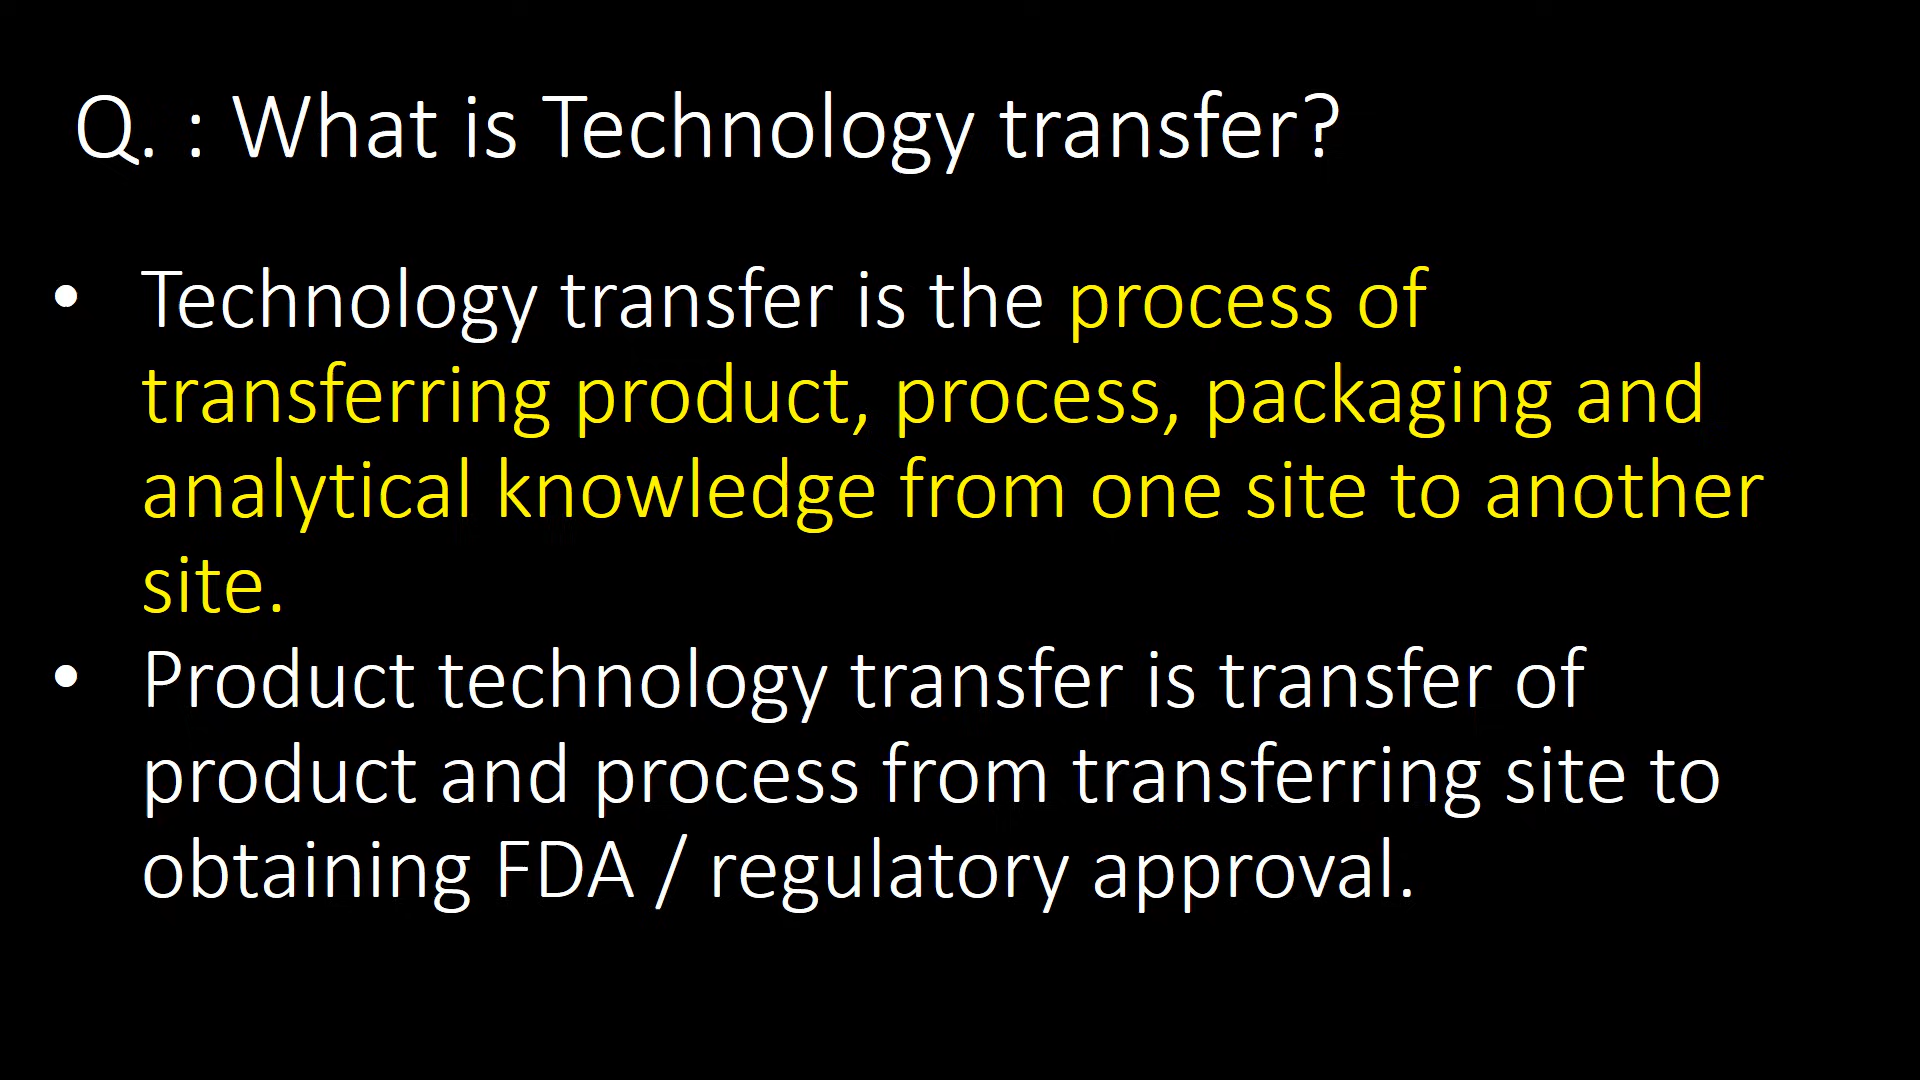 Q. : What is Technology transfer?
• Technology transfer is the process of
transferring product, process, packaging and
analytical knowledge from one site to another
site.
• Product technology transfer is transfer of
product and process from transferring site to
obtaining FDA / regulatory approval.